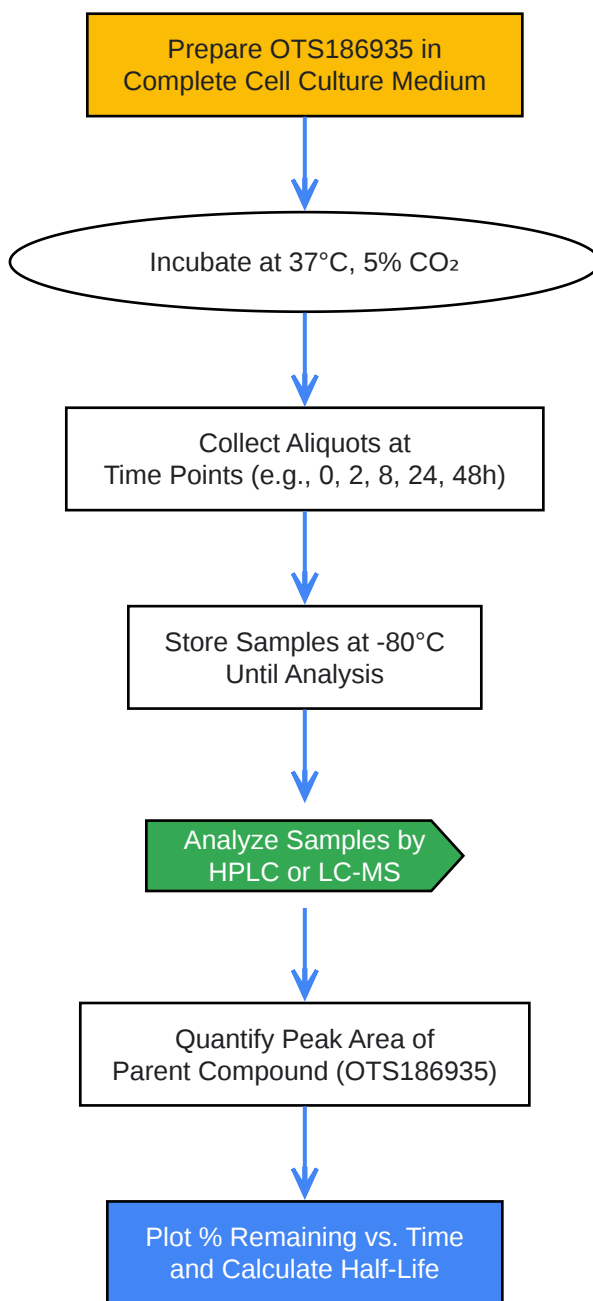 Prepare OTS186935 in
Complete Cell Culture Medium
Incubate at 37°C, 5% CO₂
Collect Aliquots at
Time Points (e.g., 0, 2, 8, 24, 48h)
Store Samples at -80°C
Until Analysis
Analyze Samples by
HPLC or LC-MS
Quantify Peak Area of
Parent Compound (OTS186935)
Plot % Remaining vs. Time
and Calculate Half-Life